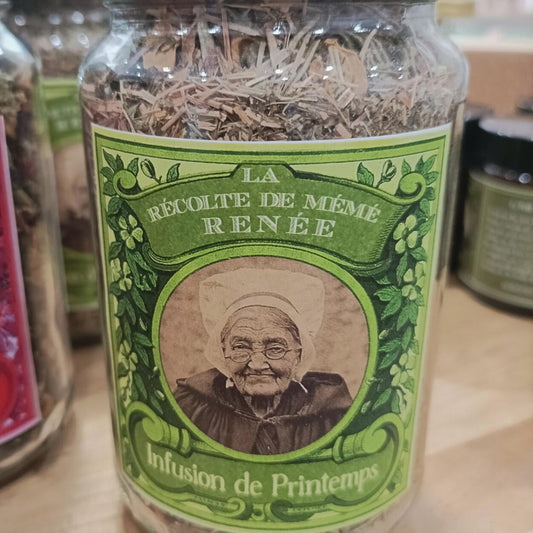 LA
RÉCOLTE DE MÉMÉ
RENÉE
Infusion de Printemps